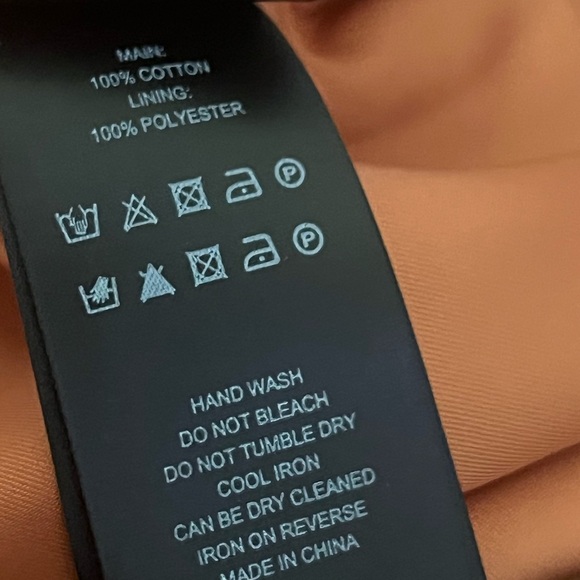 MAIN:
100% COTTON
LINING:
100% POLYESTER
P
P
HAND WASH
DO NOT BLEACH
DO NOT TUMBLE DRY
COOL IRON
CAN BE DRY CLEANED
IRON ON REVERSE
MADE IN CHINA